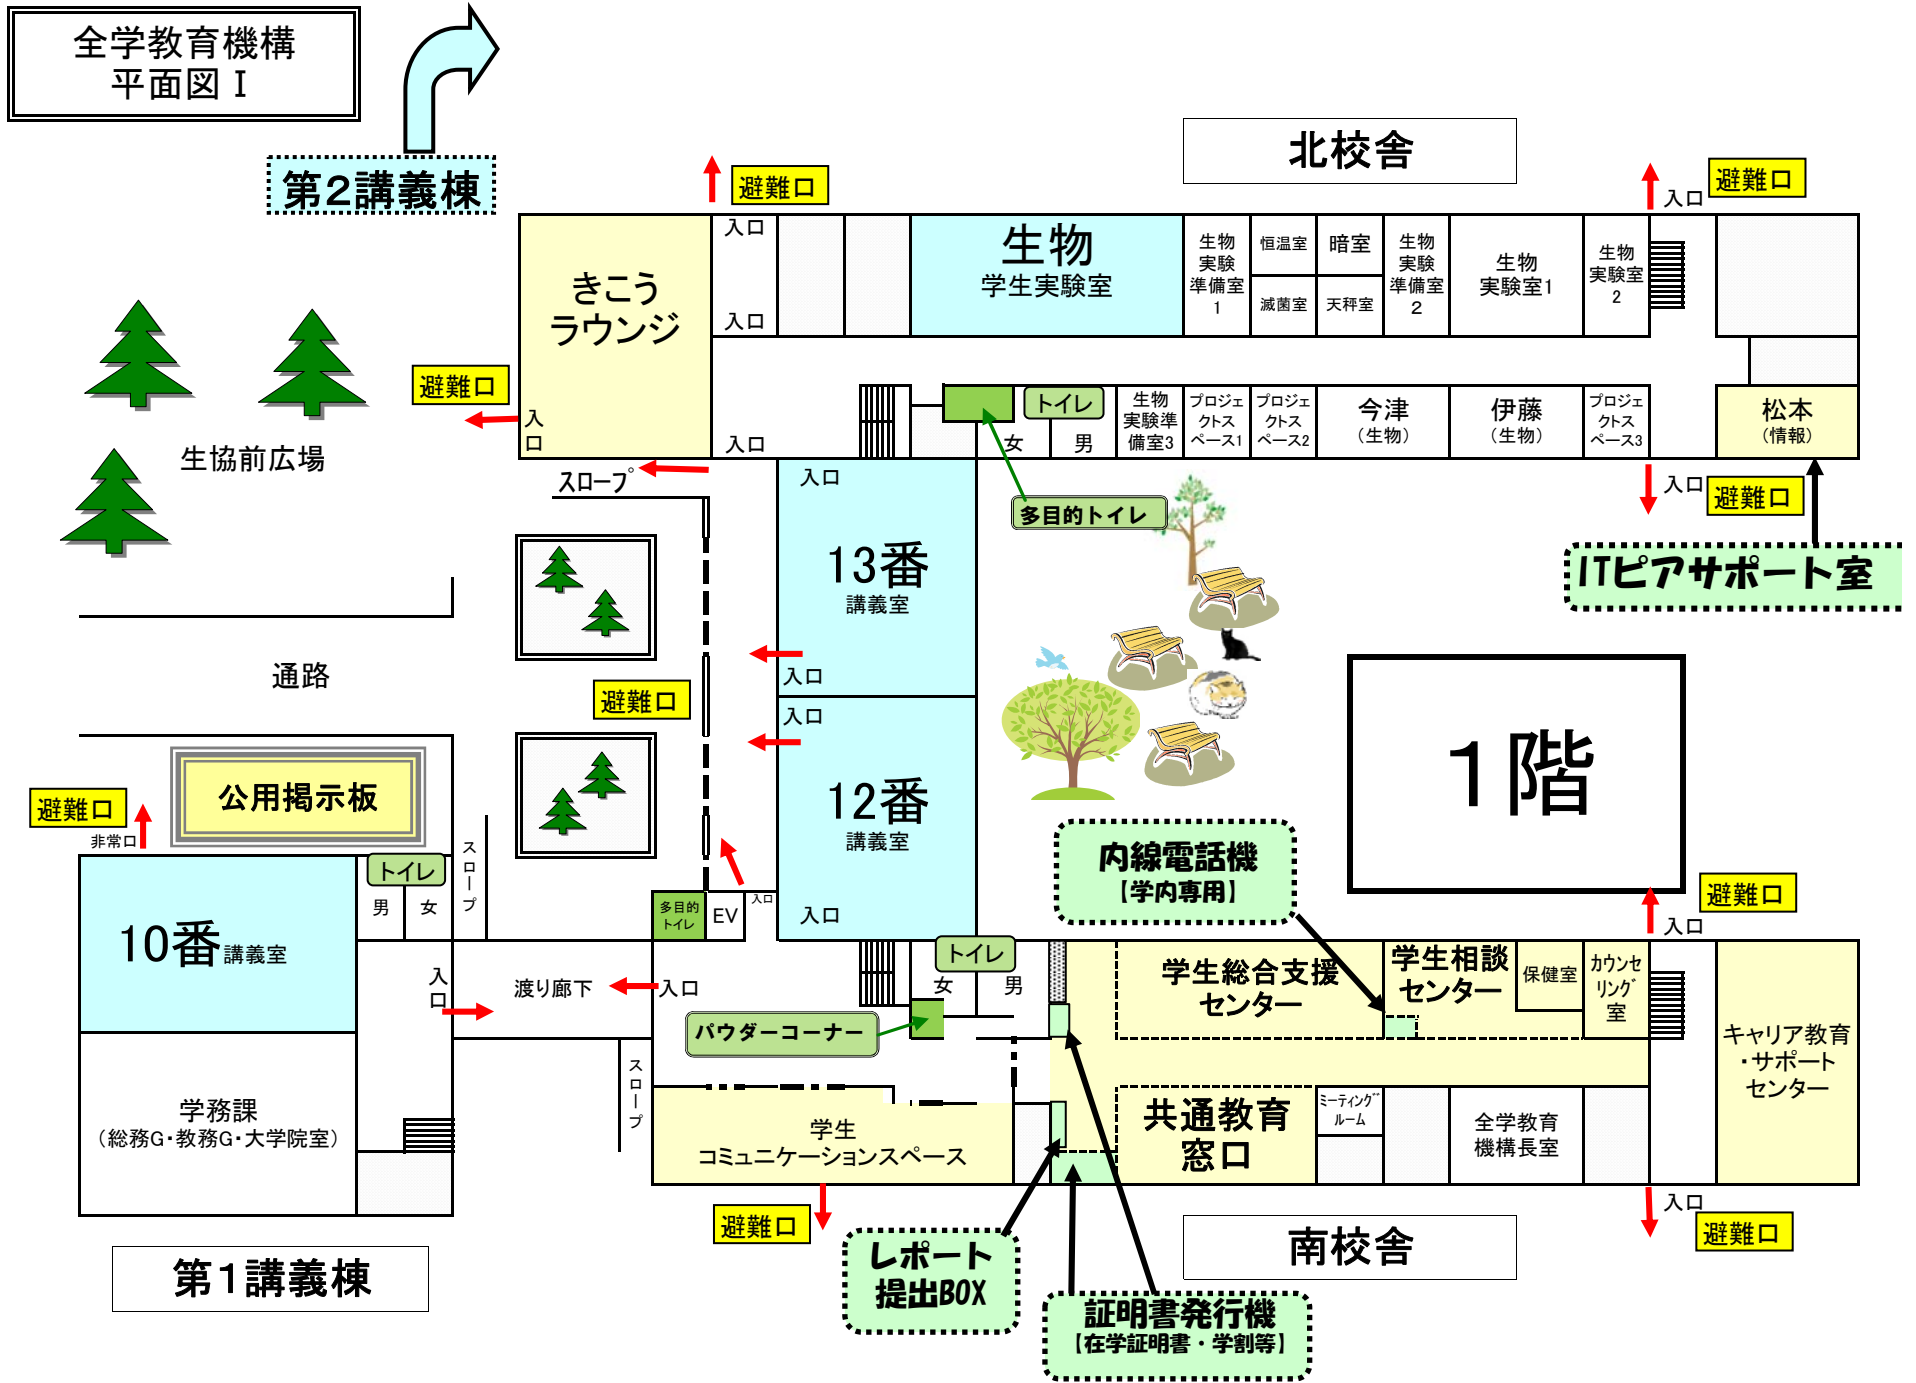 全学教育機構
平面図Ⅰ
第2講義棟
北校舎
避難口
避難口
入口
入口
きこう
ラウンジ
入口
生物
学生実験室
生物
実験
準備室
1
恒温室
滅菌室
暗室
天秤室
生物
実験
準備室
2
生物
実験室1
生物
実験室
2
避難口
入
口
入口
トイレ
女
男
生物
実験準
備室3
プロジェ
クトス
ペース1
プロジェ
クトス
ペース2
今津
（生物）
伊藤
（生物）
プロジェ
クトス
ペース3
松本
（情報）
生協前広場
スロープ
入口
多目的トイレ
入口
避難口
ITピアサポート室
13番
講義室
入口
通路
避難口
入口
12番
講義室
入口
1階
公用掲示板
避難口
非常口
スロープ
トイレ
男
女
10番講義室
多目的
トイレ
EV
入口
内線電話機
【学内専用】
避難口
入口
入
口
渡り廊下
入口
トイレ
女
男
パウダーコーナー
学生総合支援
センター
学生相談
センター
保健室
カウンセ
リング
室
キャリア教育
・サポート
センター
学務課
（総務G・教務G・大学院室）
スロープ
学生
コミュニケーションスペース
共通教育
窓口
ミーティング
ルーム
全学教育
機構長室
避難口
入口
避難口
第1講義棟
レポート
提出BOX
南校舎
証明書発行機
【在学証明書・学割等】